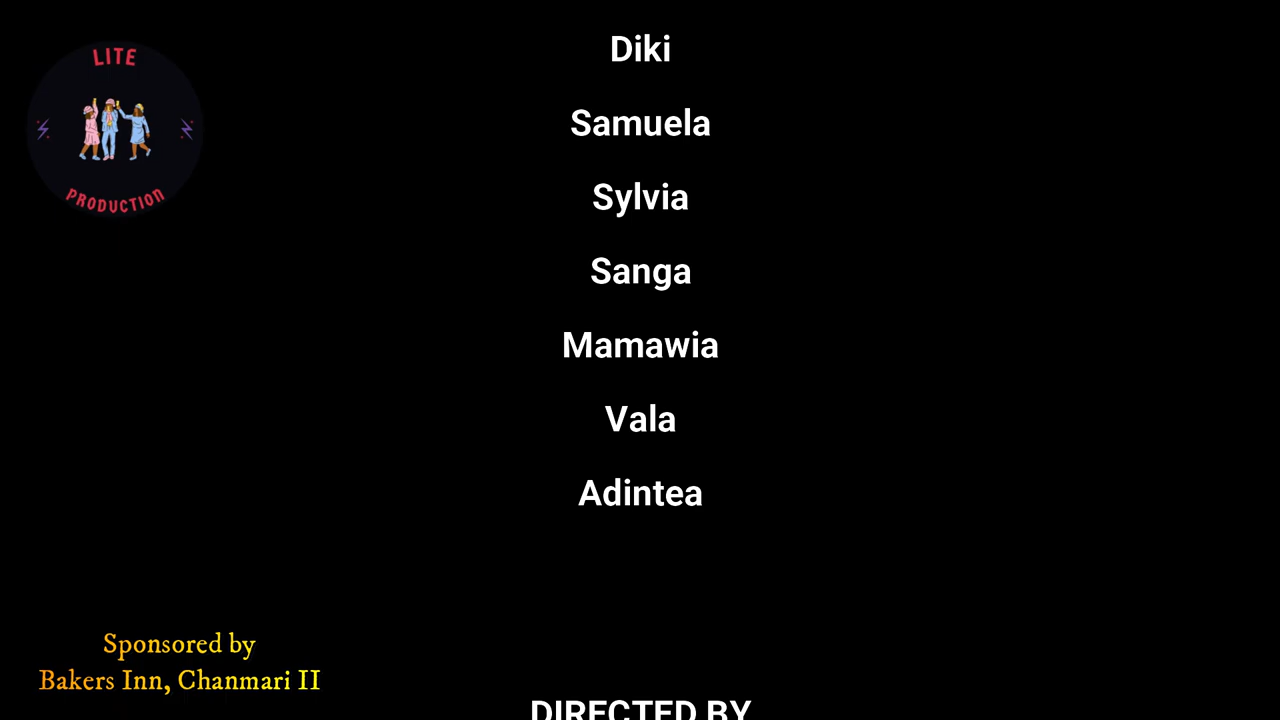 LITE
PRODUCTION
Diki
Samuela
Sylvia
Sanga
Mamawia
Vala
Adintea
Sponsored by
Bakers Inn, Chanmari II
DIRECTED BY